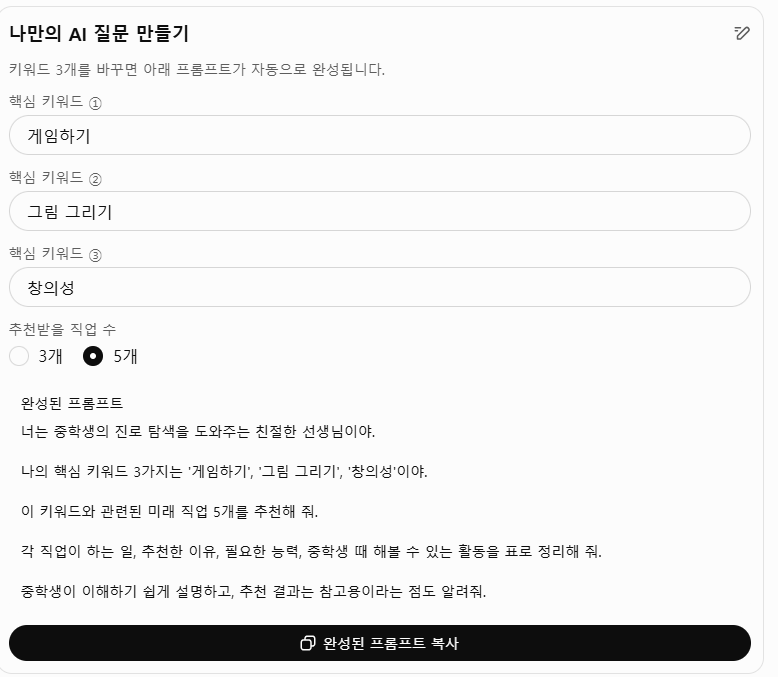 나만의 AI 질문 만들기
키워드 3개를 바꾸면 아래 프롬프트가 자동으로 완성됩니다.
핵심 키워드 ①
게임하기
핵심 키워드 ②
그림 그리기
핵심 키워드 ③
창의성
추천받을 직업 수
3개 5개
완성된 프롬프트
너는 중학생의 진로 탐색을 도와주는 친절한 선생님이야.
나의 핵심 키워드 3가지는 '게임하기', '그림 그리기', '창의성'이야.
이 키워드와 관련된 미래 직업 5개를 추천해 줘.
각 직업이 하는 일, 추천한 이유, 필요한 능력, 중학생 때 해볼 수 있는 활동을 표로 정리해 줘.
중학생이 이해하기 쉽게 설명하고, 추천 결과는 참고용이라는 점도 알려줘.
완성된 프롬프트 복사